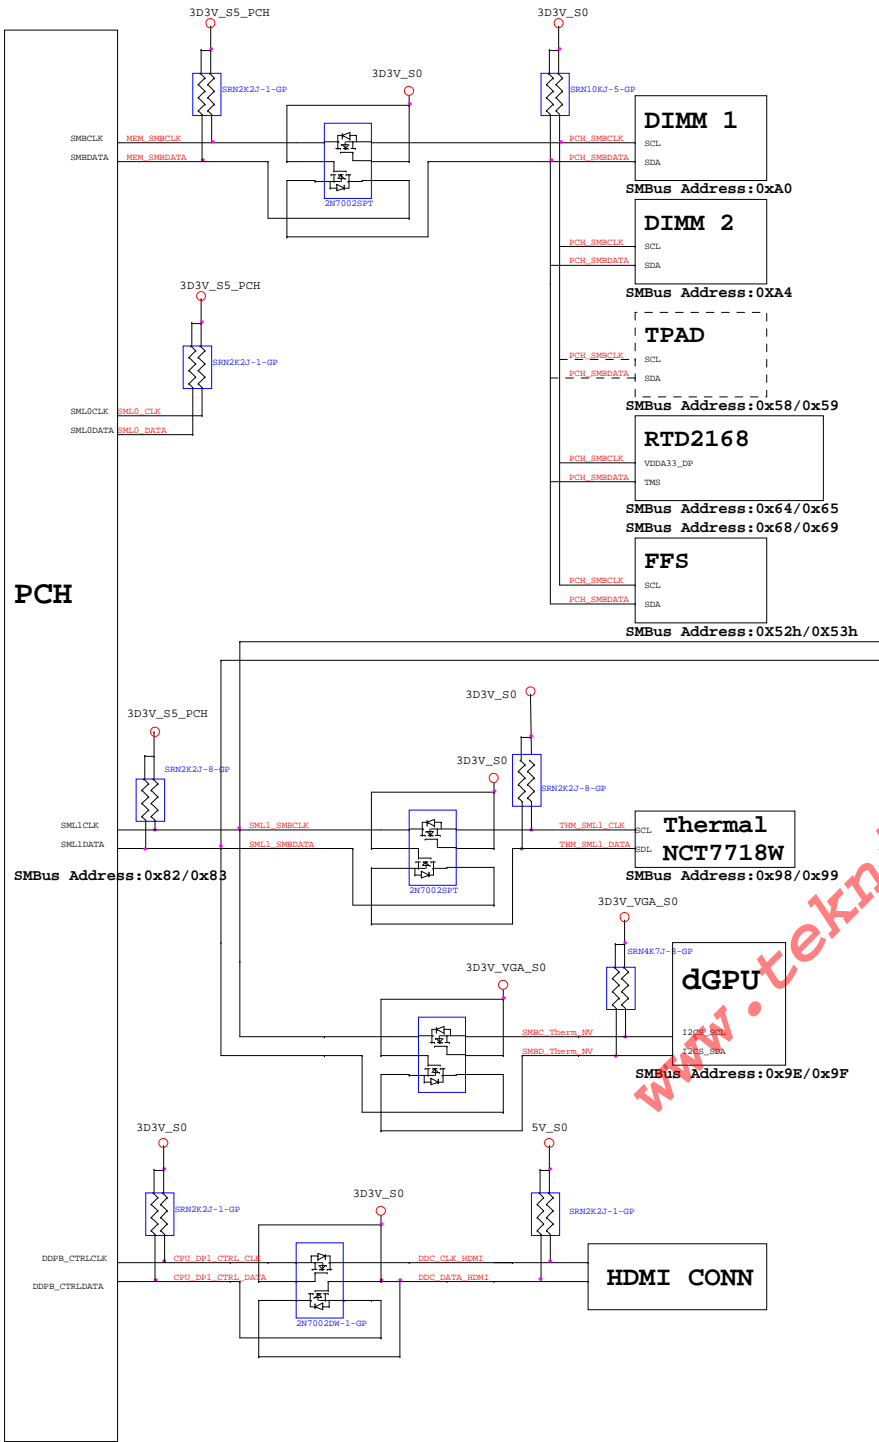 3D3V_S5_PCH
3D3V_S0
3D3V_S0
SRN2K2J-1-GP
SRN10KJ-5-GP
DIMM 1
SMBCLK
MEM_SMBCLK
PCH_SMBCLK
SCL
SMBDATA
MEM_SMBDATA
PCH_SMBDATA
SDA
SMBus Address:0xA0
2N7002SPT
DIMM 2
PCH_SMBCLK
SCL
PCH_SMBDATA
SDA
SMBus Address:0XA4
3D3V_S5_PCH
TPAD
SRN2K2J-1-GP
PCH_SMBCLK
SCL
PCH_SMBDATA
SDA
SMBus Address:0x58/0x59
SML0CLK
SML0_CLK
SML0DATA
SML0_DATA
RTD2168
PCH_SMBCLK
VDDA33_DP
PCH_SMBDATA
TMS
SMBus Address:0x64/0x65
SMBus Address:0x68/0x69
FFS
PCH_SMBCLK
SCL
PCH_SMBDATA
SDA
SMBus Address:0X52h/0X53h
PCH
3D3V_S0
3D3V_S5_PCH
3D3V_S0
SRN2K2J-8-GP
SRN2K2J-8-GP
SML1CLK
SML1_SMBCLK
THM_SML1_CLK
SCL
Thermal
SML1DATA
SML1_SMBDATA
THM_SML1_DATA
SDL
NCT7718W
SMBus Address:0x82/0x83
SMBus Address:0x98/0x99
2N7002SPT
3D3V_VGA_S0
SRN4K7J-8-GP
3D3V_VGA_S0
dGPU
SMBC_Therm_NV
I2CS_SCL
SMBD_Therm_NV
I2CS_SDA
SMBus Address:0x9E/0x9F
3D3V_S0
5V_S0
3D3V_S0
SRN2K2J-1-GP
SRN2K2J-1-GP
DDPB_CTRLCLK
CPU_DP1_CTRL_CLK
DDC_CLK_HDMI
DDPB_CTRLDATA
CPU_DP1_CTRL_DATA
DDC_DATA_HDMI
HDMI CONN
2N7002DW-1-GP